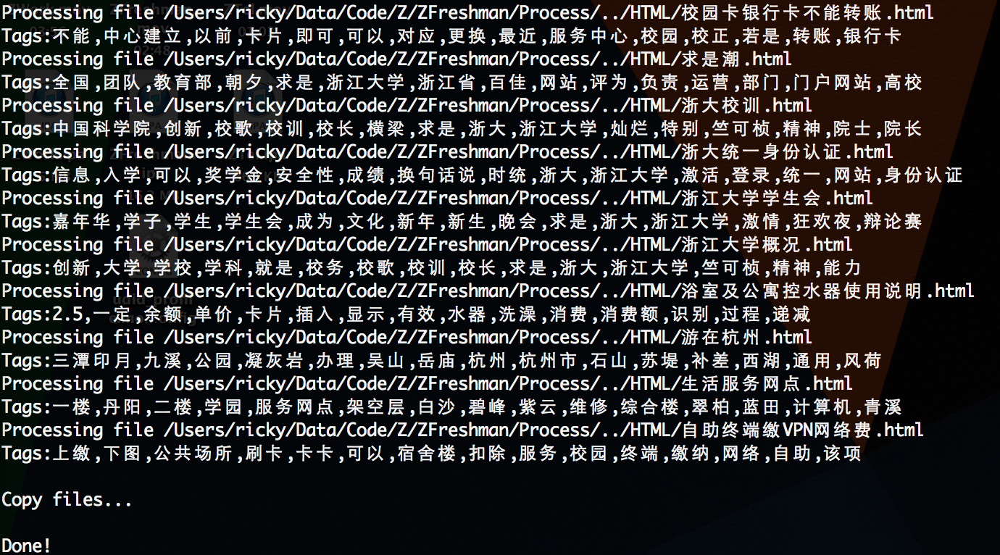 Processing file /Users/ricky/Data/Code/Z/ZFreshman/Process/../HTML/校园卡银行卡不能转账.html
Tags:不能,中心建立,以前,卡片,即可,可以,对应,更换,最近,服务中心,校园,校正,若是,转账,银行卡
Processing file /Users/ricky/Data/Code/Z/ZFreshman/Process/../HTML/求是潮.html
Tags:全国,团队,教育部,朝夕,求是,浙江大学,浙江省,百佳,网站,评为,负责,运营,部门,门户网站,高校
Processing file /Users/ricky/Data/Code/Z/ZFreshman/Process/../HTML/浙大校训.html
Tags:中国科学院,创新,校歌,校训,校长,横梁,求是,浙大,浙江大学,灿烂,特别,竺可桢,精神,院士,院长
Processing file /Users/ricky/Data/Code/Z/ZFreshman/Process/../HTML/浙大统一身份认证.html
Tags:信息,入学,可以,奖学金,安全性,成绩,换句话说,时统,浙大,浙江大学,激活,登录,统一,网站,身份认证
Processing file /Users/ricky/Data/Code/Z/ZFreshman/Process/../HTML/浙江大学学生会.html
Tags:嘉年华,学子,学生,学生会,成为,文化,新年,新生,晚会,求是,浙大,浙江大学,激情,狂欢夜,辩论赛
Processing file /Users/ricky/Data/Code/Z/ZFreshman/Process/../HTML/浙江大学概况.html
Tags:创新,大学,学校,学科,就是,校务,校歌,校训,校长,求是,浙大,浙江大学,竺可桢,精神,能力
Processing file /Users/ricky/Data/Code/Z/ZFreshman/Process/../HTML/浴室及公寓控水器使用说明.html
Tags:2.5,一定,余额,单价,卡片,插入,显示,有效,水器,洗澡,消费,消费额,识别,过程,递减
Processing file /Users/ricky/Data/Code/Z/ZFreshman/Process/../HTML/游在杭州.html
Tags:三潭印月,九溪,公园,凝灰岩,办理,吴山,岳庙,杭州,杭州市,石山,苏堤,补差,西湖,通用,风荷
Processing file /Users/ricky/Data/Code/Z/ZFreshman/Process/../HTML/生活服务网点.html
Tags:一楼,丹阳,二楼,学园,服务网点,架空层,白沙,碧峰,紫云,维修,综合楼,翠柏,蓝田,计算机,青溪
Processing file /Users/ricky/Data/Code/Z/ZFreshman/Process/../HTML/自助终端缴VPN网络费.html
Tags:上缴,下图,公共场所,刷卡,卡卡,可以,宿舍楼,扣除,服务,校园,终端,缴纳,网络,自助,该项
Copy files...
Done!